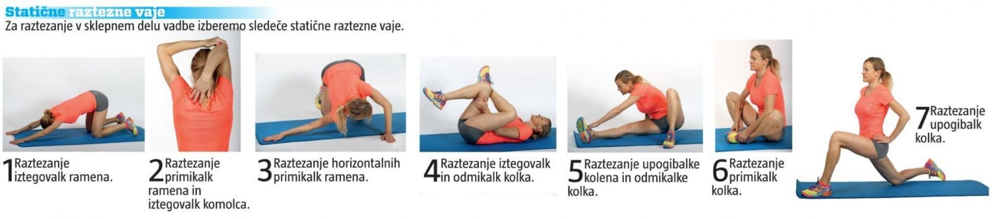 Statične raztezne vaje
Za raztezanje v sklepnem delu vadbe izberemo sledeče statične raztezne vaje.
1 Raztezanje
iztegovalk ramena.
2 Raztezanje
primikalk
ramena in
iztegovalk komolca.
3 Raztezanje horizontalnih
primikalk ramena.
4 Raztezanje iztegovalk
in odmikalk kolka.
5 Raztezanje upogibalke
kolena in odmikalke
kolka.
6 Raztezanje
primikalk
kolka.
7 Raztezanje
upogibalk
kolka.